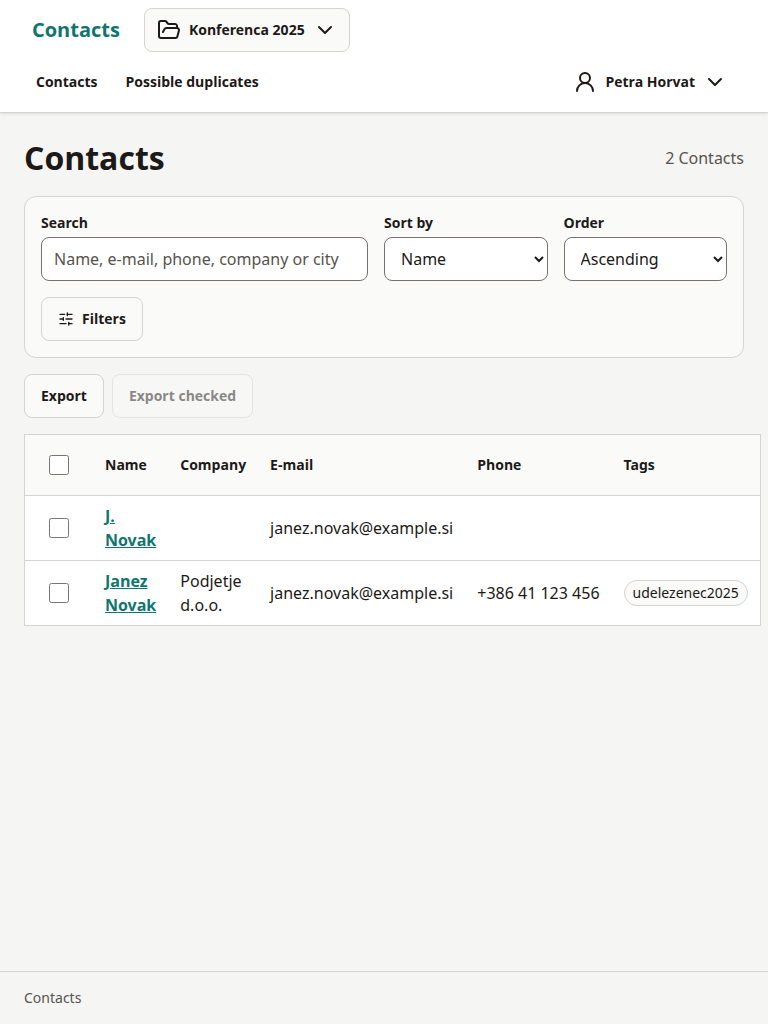 Contacts
Konferenca 2025
Contacts
Possible duplicates
Petra Horvat
Contacts
2 Contacts
Search
Sort by
Order
Name, e-mail, phone, company or city
Name
Ascending
Filters
Export
Export checked
Name
Company
E-mail
Phone
Tags
J.
Novak
janez.novak@example.si
Janez
Novak
Podjetje
d.o.o.
janez.novak@example.si
+386 41 123 456
udelezenec2025
Contacts